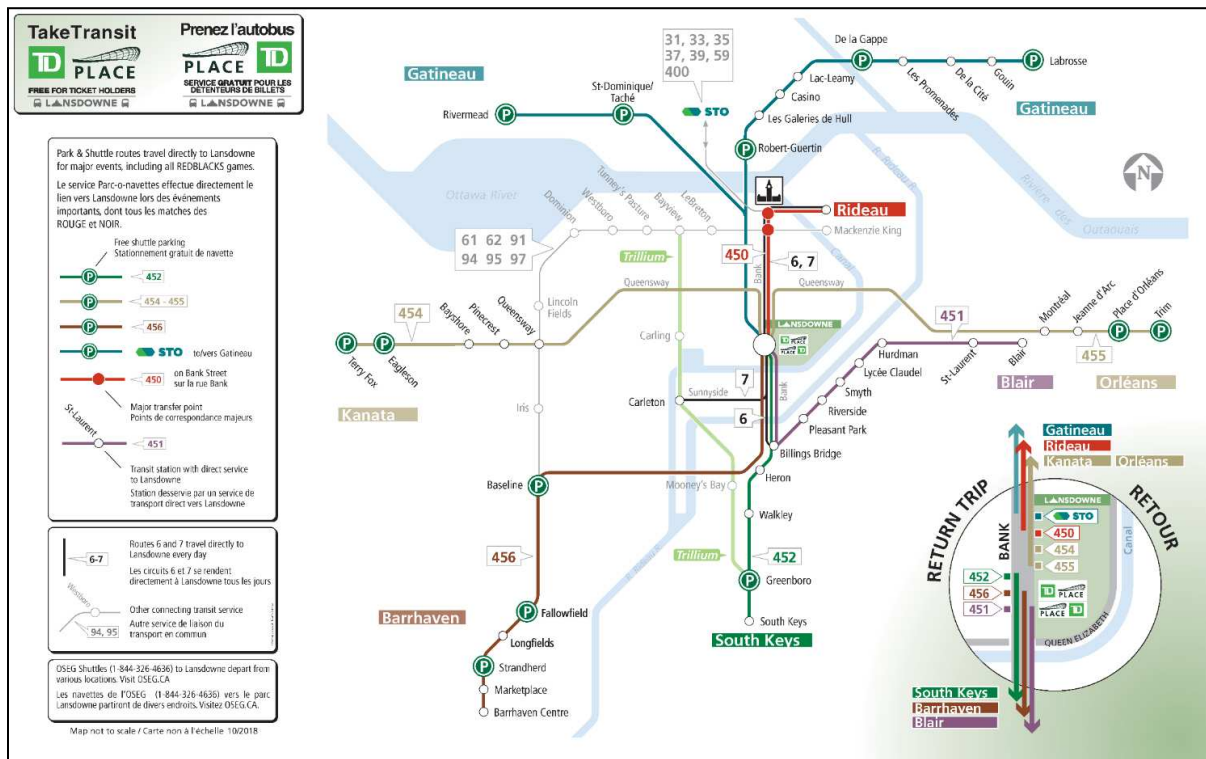 TakeTransit
TD PLACE
FREE FOR TICKET HOLDERS
LANSDOWNE
Prenez l'autobus
PLACE TD
SERVICE GRATUIT POUR LES
DÉTENTEURS DE BILLETS
LANSDOWNE
Park & Shuttle routes travel directly to Lansdowne
for major events, including all REDBLACKS games.
Le service Parc-o-navettes effectue directement le
lien vers Lansdowne lors des événements
importants, dont tous les matches des
ROUGE et NOIR.
Free shuttle parking
Stationnement gratuit de navette
P 452
P 454 - 455
P 456
P STO to/vers Gatineau
450 on Bank Street
sur la rue Bank
Major transfer point
Points de correspondance majeurs
St-Laurent
451
Transit station with direct service
to Lansdowne
Station desservie par un service de
transport direct vers Lansdowne
6-7
Routes 6 and 7 travel directly to
Lansdowne every day
Les circuits 6 et 7 se rendent
directement à Lansdowne tous les jours
Westboro
94, 95
Other connecting transit service
Autre service de liaison du
transport en commun
OSEG Shuttles (1-844-326-4636) to Lansdowne depart from
various locations. Visit OSEG.CA
Les navettes de l'OSEG (1-844-326-4636) vers le parc
Lansdowne partiront de divers endroits. Visitez OSEG.CA.
Map not to scale / Carte non à l'échelle 10/2018
31, 33, 35
37, 39, 59
400
STO
Gatineau
Rivermead
P
St-Dominique/
Taché
P
De la Gappe
P
Labrosse
P
Les Promenades
De la Cité
Gouin
Gatineau
Lac-Leamy
Casino
Les Galeries de Hull
P
Robert-Guertin
N
Ottawa River
Rivière des
Outaouais
Rideau
Mackenzie King
Dominion
Westboro
Tunney's Pasture
Bayview
LeBreton
61 62 91
94 95 97
Trillium
450
6, 7
Bank
Canal
Queensway
Queensway
454
Lincoln
Fields
Carling
LANSDOWNE
TD PLACE
PLACE TD
451
Bayshore
Pinecrest
Queensway
P P
Terry Fox
Eagleson
Kanata
Montréal
Jeanne d'Arc
Place d'Orléans
Trim
P P
455
Orléans
Hurdman
St-Laurent
Blair
Blair
Lycée Claudel
Smyth
Riverside
Pleasant Park
Billings Bridge
Iris
Carleton
Sunnyside
7
6
Bank
Heron
Mooney's Bay
Walkley
Trillium
452
P
Greenboro
South Keys
South Keys
Baseline
P
456
Barrhaven
P
Fallowfield
Longfields
P
Strandherd
Marketplace
Barrhaven Centre
Gatineau
Rideau
Kanata Orléans
RETURN TRIP
RETOUR
BANK
LANSDOWNE
STO
450
454
455
452
456
451
TD PLACE
PLACE TD
Canal
QUEEN ELIZABETH
South Keys
Barrhaven
Blair